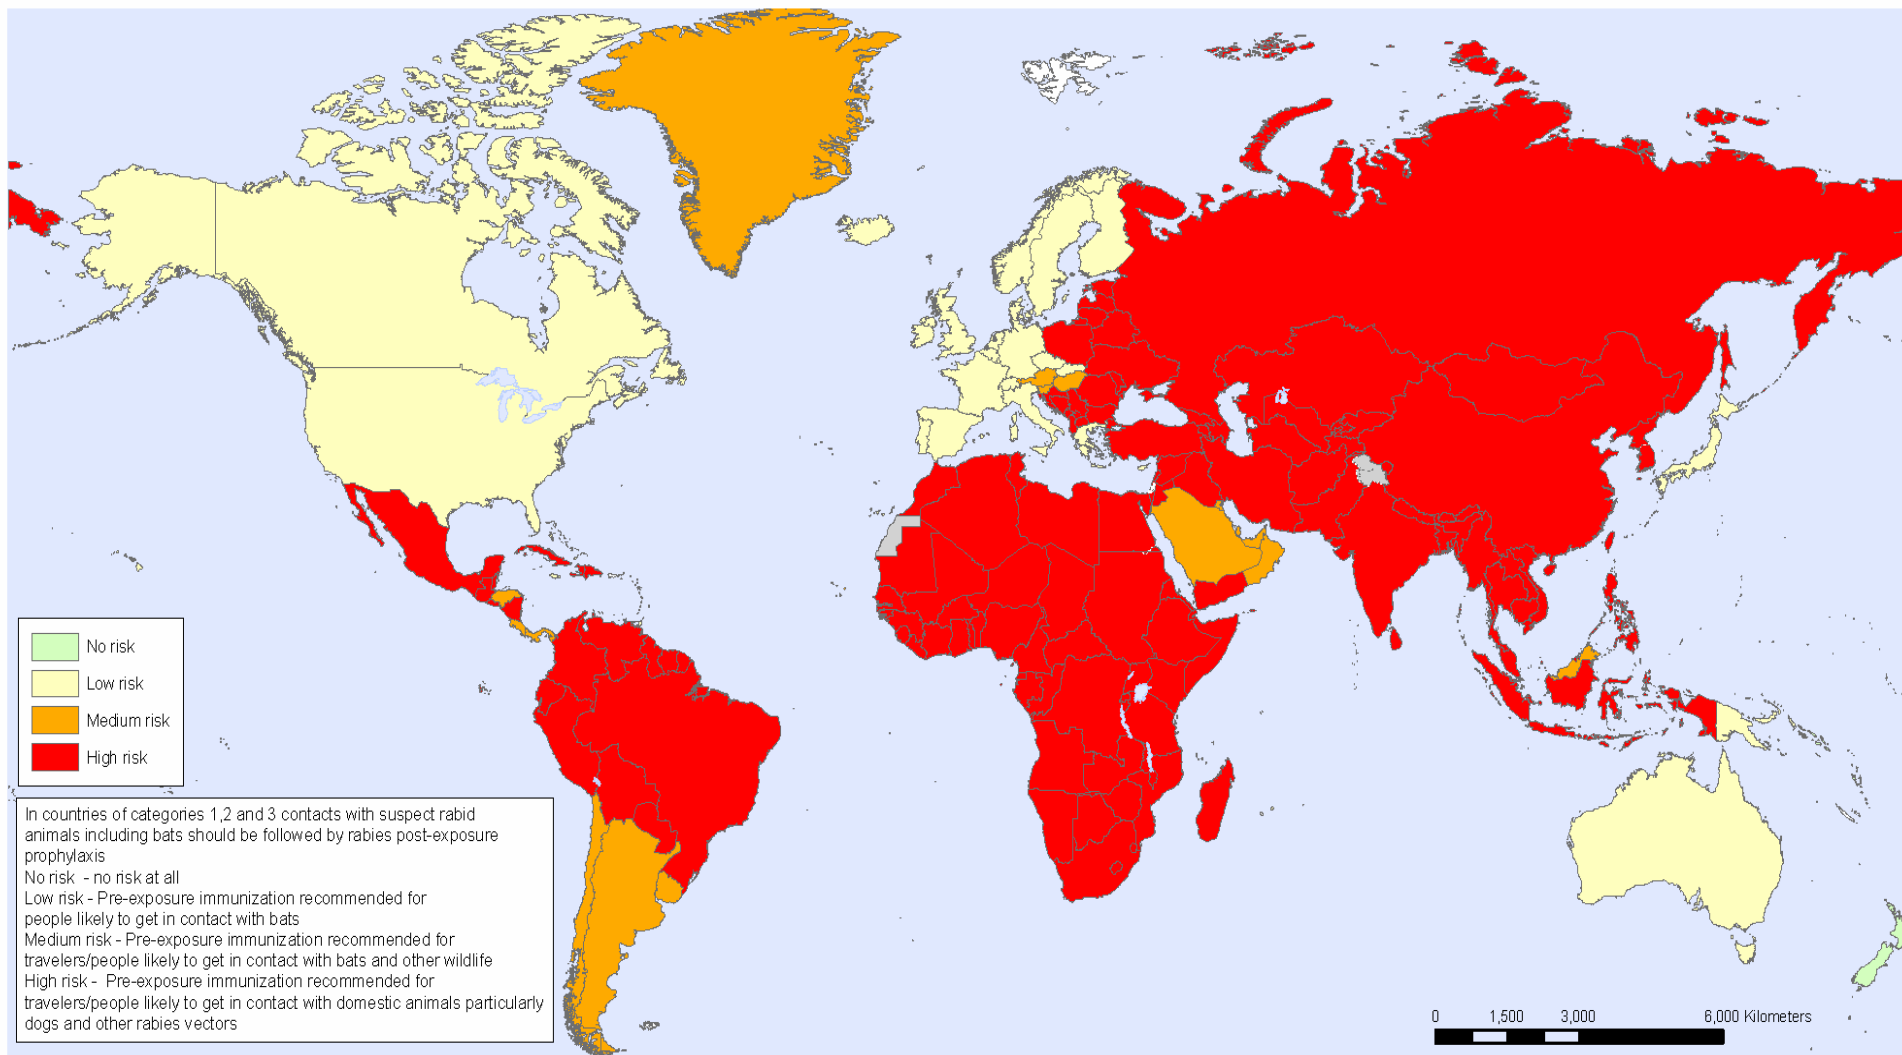 No risk
Low risk
Medium risk
High risk
In countries of categories 1,2 and 3 contacts with suspect rabid
animals including bats should be followed by rabies post-exposure
prophylaxis
No risk - no risk at all
Low risk - Pre-exposure immunization recommended for
people likely to get in contact with bats
Medium risk - Pre-exposure immunization recommended for
travelers/people likely to get in contact with bats and other wildlife
High risk - Pre-exposure immunization recommended for
travelers/people likely to get in contact with domestic animals particularly
dogs and other rabies vectors
0 1,500 3,000 6,000 Kilometers